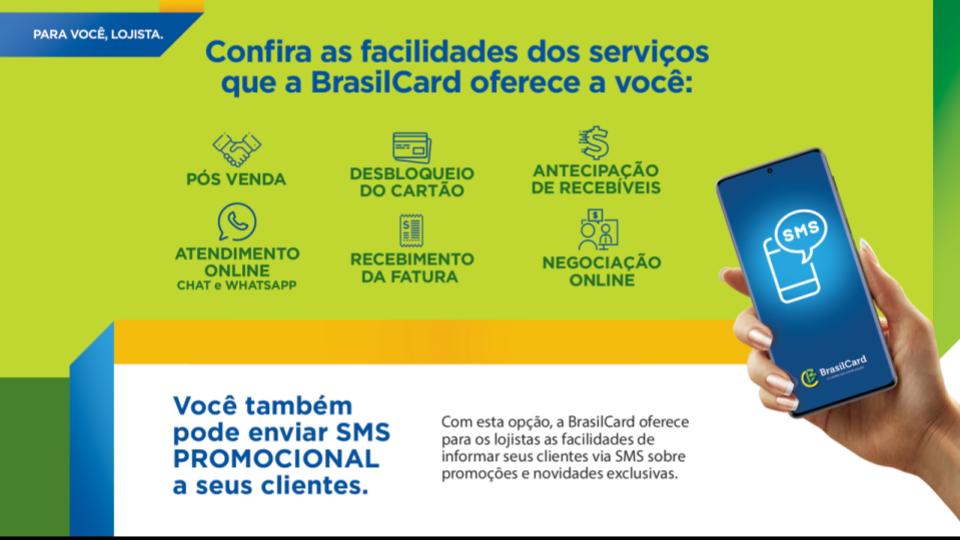 PARA VOCÊ, LOJISTA.
Confira as facilidades dos serviços
que a BrasilCard oferece a você:
PÓS VENDA
DESBLOQUEIO
DO CARTÃO
ANTECIPAÇÃO
DE RECEBÍVEIS
ATENDIMENTO
ONLINE
CHAT e WHATSAPP
RECEBIMENTO
DA FATURA
NEGOCIAÇÃO
ONLINE
SMS
BrasilCard
Você também
pode enviar SMS
PROMOCIONAL
a seus clientes.
Com esta opção, a BrasilCard oferece
para os lojistas as facilidades de
informar seus clientes via SMS sobre
promoções e novidades exclusivas.